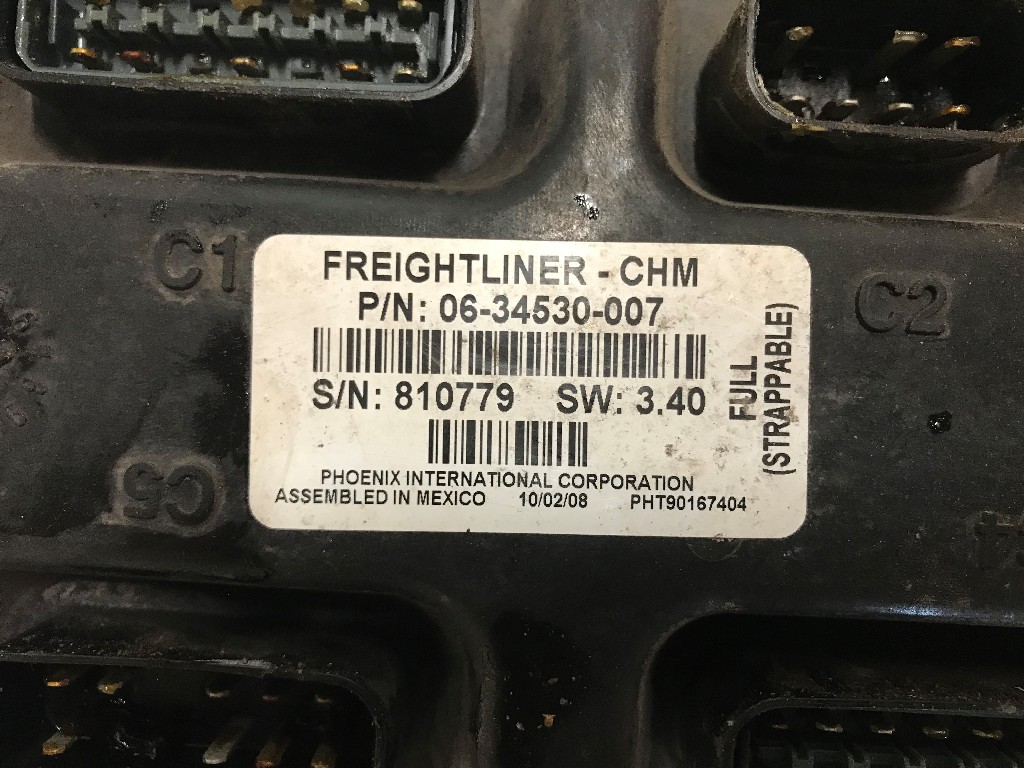 C1
C2
FREIGHTLINER - CHM
P/N: 06-34530-007
S/N: 810779 SW: 3.40
FULL
(STRAPPABLE)
PHOENIX INTERNATIONAL CORPORATION
ASSEMBLED IN MEXICO 10/02/08 PHT90167404
C5